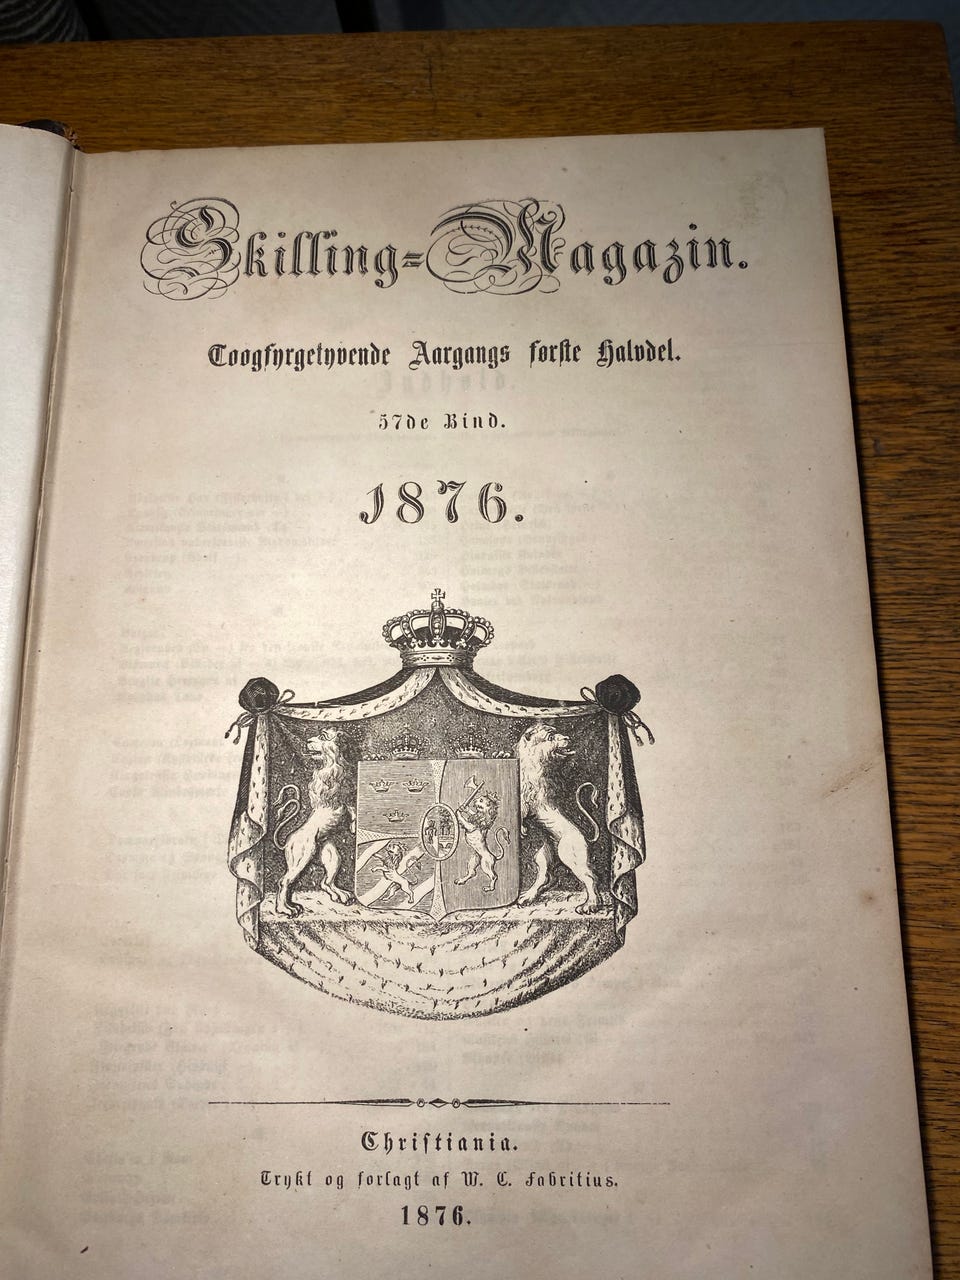 Skilling-Magazin.
Toogfyrgetyvende Aargangs første Halvdel.
57de Bind.
1876.
Christiania.
Trykt og forlagt af W. C. Fabritius.
1876.